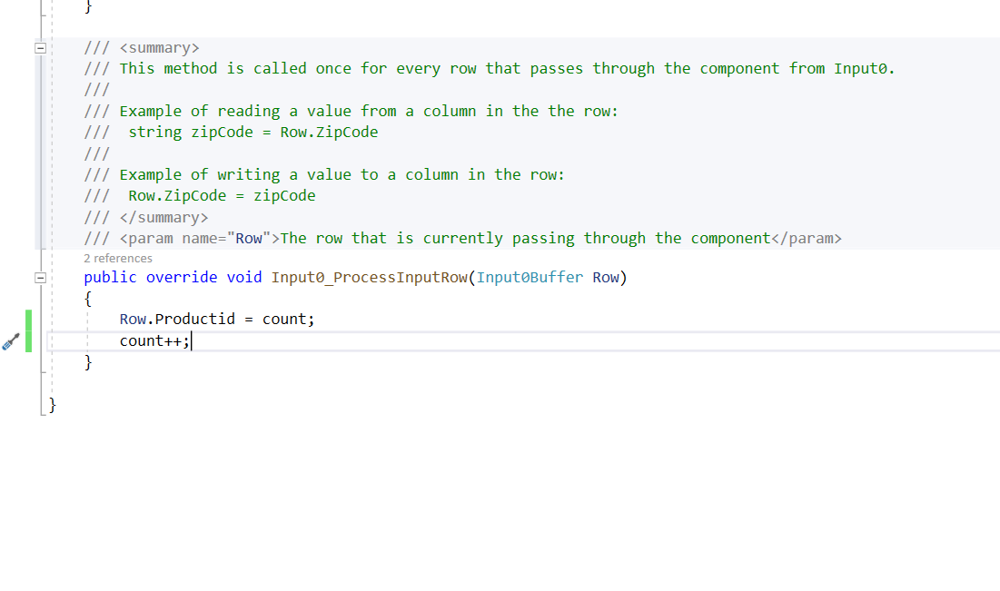 }
/// <summary>
/// This method is called once for every row that passes through the component from Input0.
///
/// Example of reading a value from a column in the the row:
///  string zipCode = Row.ZipCode
///
/// Example of writing a value to a column in the row:
///  Row.ZipCode = zipCode
/// </summary>
/// <param name="Row">The row that is currently passing through the component</param>
2 references
public override void Input0_ProcessInputRow(Input0Buffer Row)
{
Row.Productid = count;
count++;
}
}